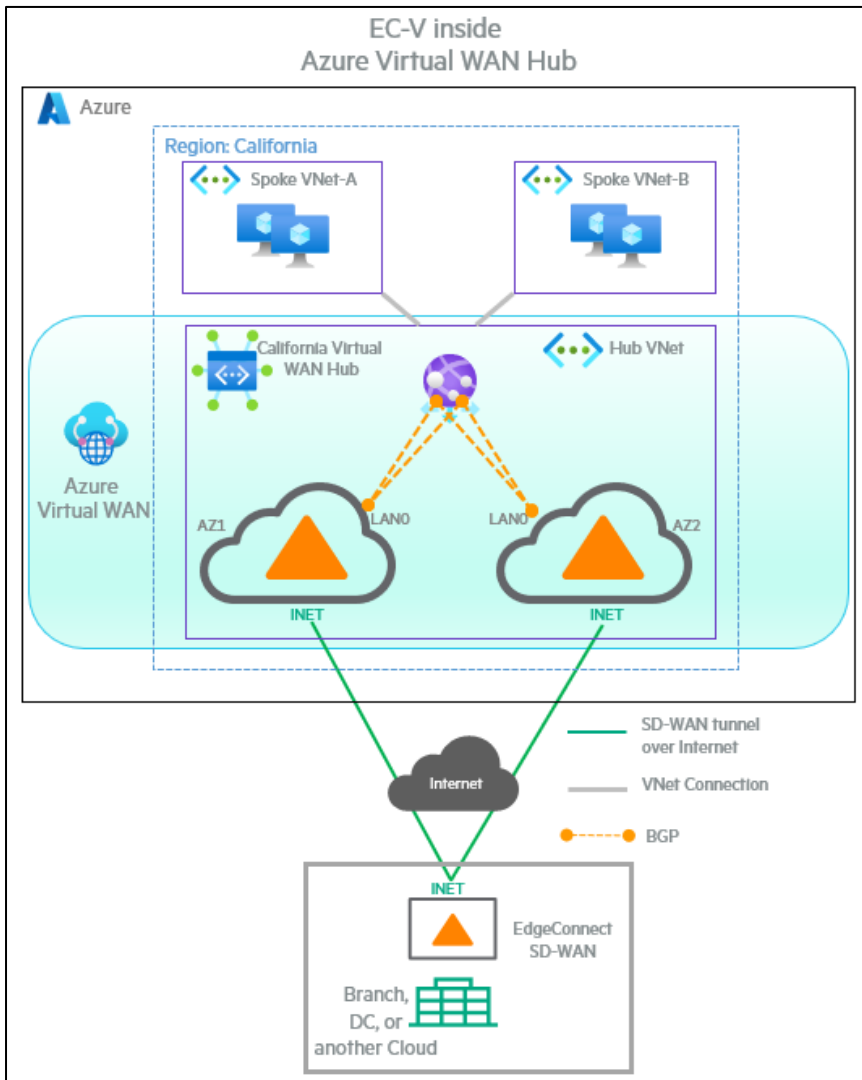 EC-V inside
Azure Virtual WAN Hub
Azure
Region: California
Spoke VNet-A
Spoke VNet-B
California Virtual
WAN Hub
Hub VNet
Azure
Virtual WAN
AZ1
LAN0
LAN0
AZ2
INET
INET
SD-WAN tunnel
over Internet
Internet
VNet Connection
BGP
INET
EdgeConnect
SD-WAN
Branch,
DC, or
another Cloud